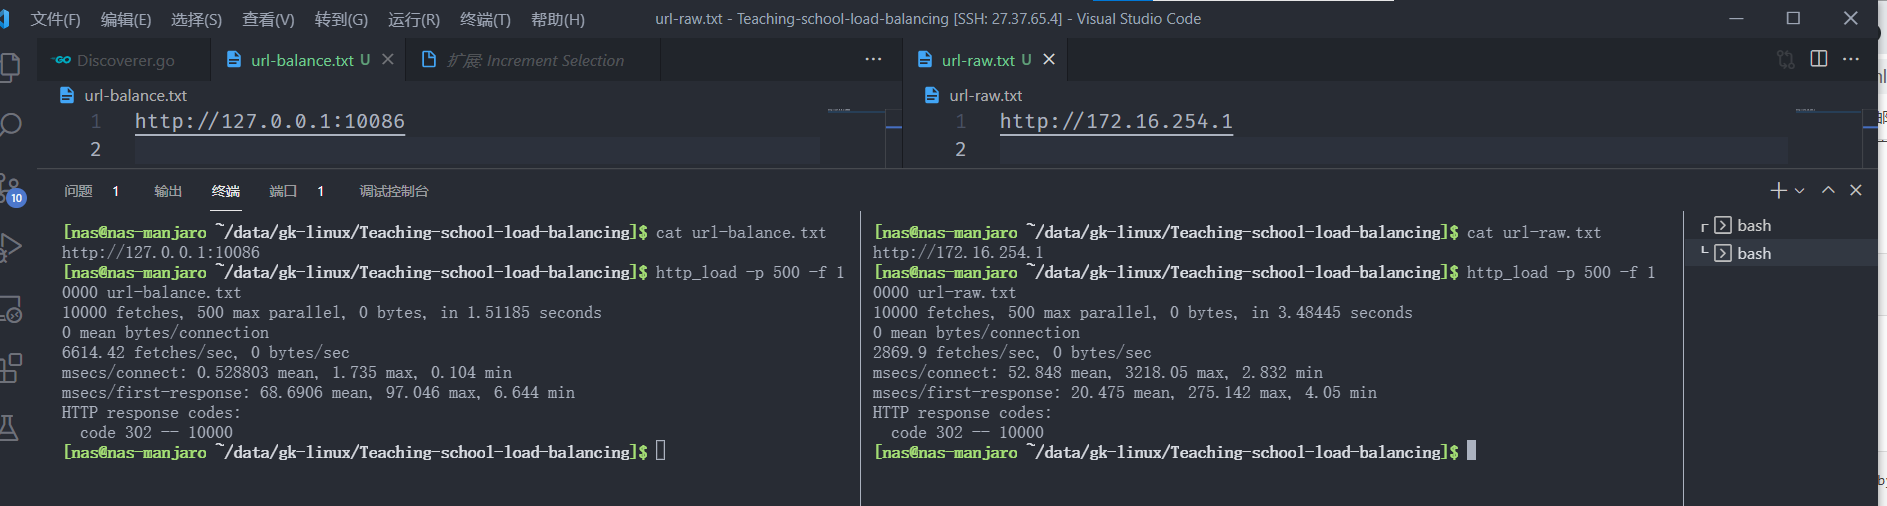 文件(F) 编辑(E) 选择(S) 查看(V) 转到(G) 运行(R) 终端(T) 帮助(H) url-raw.txt - Teaching-school-load-balancing [SSH: 27.37.65.4] - Visual Studio Code
Discoverer.go url-balance.txt U 扩展: Increment Selection
url-balance.txt
1 http://127.0.0.1:10086
2
url-raw.txt U
url-raw.txt
1 http://172.16.254.1
2
10
问题 1 输出 终端 端口 1 调试控制台
[nas@nas-manjaro ~/data/gk-linux/Teaching-school-load-balancing]$ cat url-balance.txt
http://127.0.0.1:10086
[nas@nas-manjaro ~/data/gk-linux/Teaching-school-load-balancing]$ http_load -p 500 -f 1
0000 url-balance.txt
10000 fetches, 500 max parallel, 0 bytes, in 1.51185 seconds
0 mean bytes/connection
6614.42 fetches/sec, 0 bytes/sec
msecs/connect: 0.528803 mean, 1.735 max, 0.104 min
msecs/first-response: 68.6906 mean, 97.046 max, 6.644 min
HTTP response codes:
code 302 -- 10000
[nas@nas-manjaro ~/data/gk-linux/Teaching-school-load-balancing]$
[nas@nas-manjaro ~/data/gk-linux/Teaching-school-load-balancing]$ cat url-raw.txt
http://172.16.254.1
[nas@nas-manjaro ~/data/gk-linux/Teaching-school-load-balancing]$ http_load -p 500 -f 1
0000 url-raw.txt
10000 fetches, 500 max parallel, 0 bytes, in 3.48445 seconds
0 mean bytes/connection
2869.9 fetches/sec, 0 bytes/sec
msecs/connect: 52.848 mean, 3218.05 max, 2.832 min
msecs/first-response: 20.475 mean, 275.142 max, 4.05 min
HTTP response codes:
code 302 -- 10000
[nas@nas-manjaro ~/data/gk-linux/Teaching-school-load-balancing]$
bash
bash